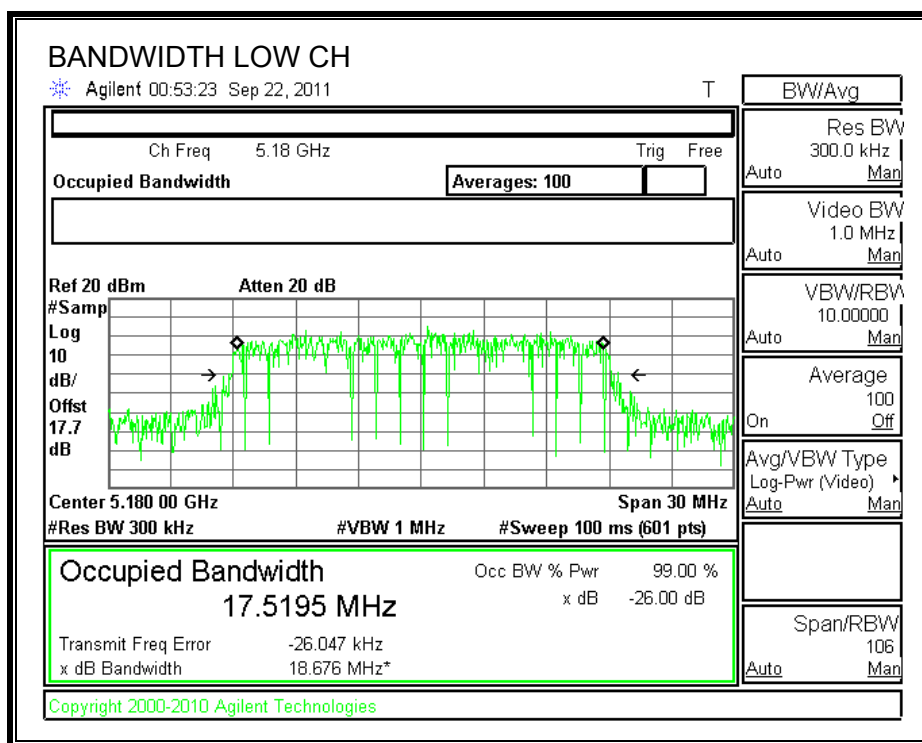 BANDWIDTH LOW CH
Agilent 00:53:23 Sep 22, 2011 T
Ch Freq 5.18 GHz Trig Free
Occupied Bandwidth Averages: 100
Ref 20 dBm Atten 20 dB
#Samp
Log
10
dB/
Offst
17.7
dB
Center 5.180 00 GHz Span 30 MHz
#Res BW 300 kHz #VBW 1 MHz #Sweep 100 ms (601 pts)
Occupied Bandwidth Occ BW % Pwr 99.00 %
17.5195 MHz x dB -26.00 dB
Transmit Freq Error -26.047 kHz
x dB Bandwidth 18.676 MHz*
Copyright 2000-2010 Agilent Technologies
BW/Avg
Res BW
300.0 kHz
Auto Man
Video BW
1.0 MHz
Auto Man
VBW/RBW
10.00000
Auto Man
Average
100
On Off
Avg/VBW Type
Log-Pwr (Video)
Auto Man
Span/RBW
106
Auto Man